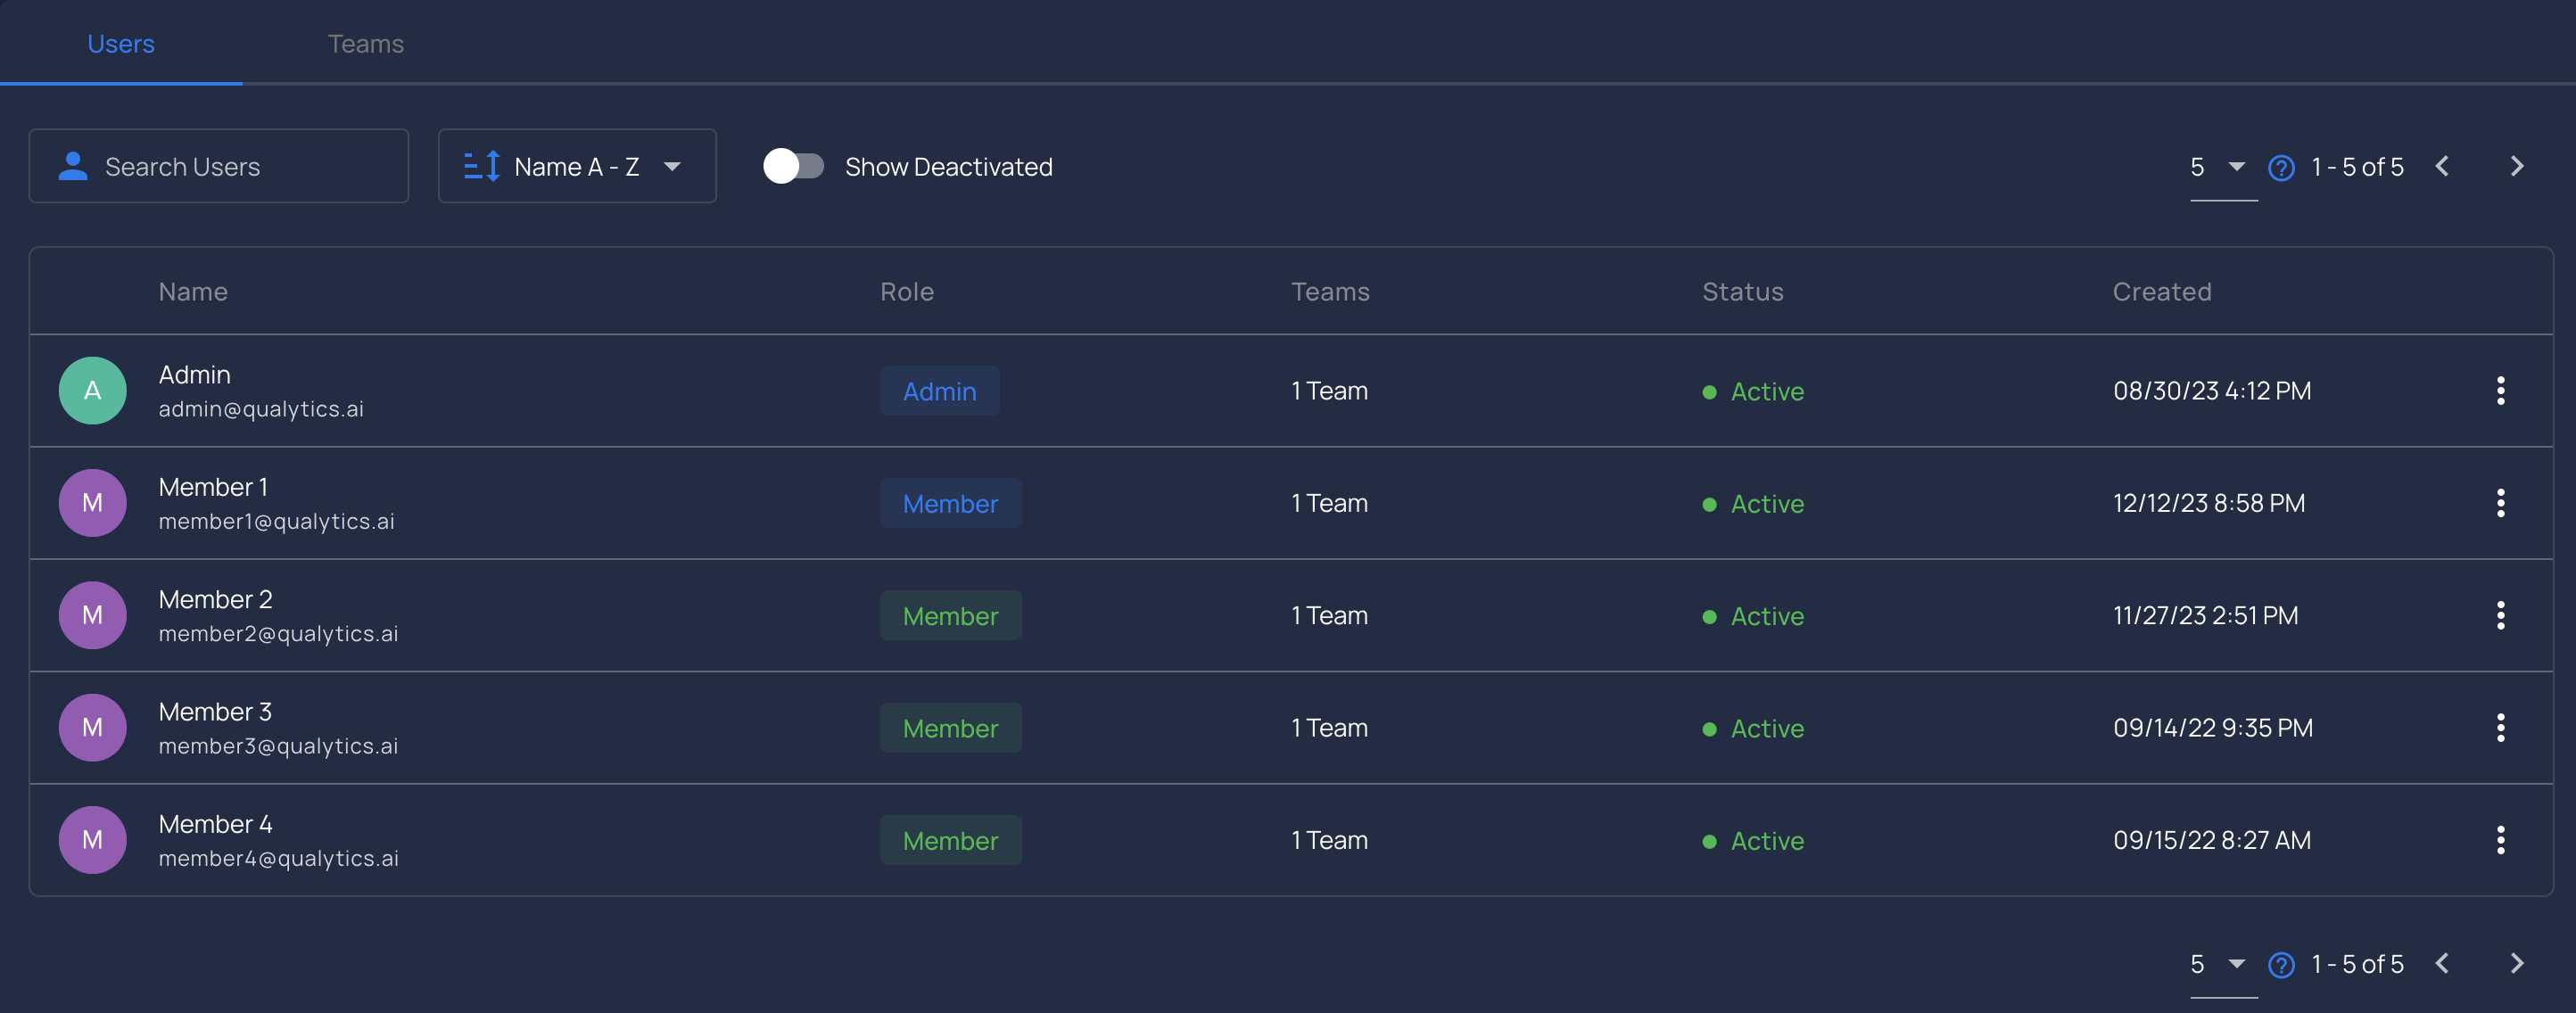 Users Teams
Search Users Name A - Z Show Deactivated 5 1 - 5 of 5
Name Role Teams Status Created
A Admin Admin 1 Team Active 08/30/23 4:12 PM
admin@qualytics.ai
M Member 1 Member 1 Team Active 12/12/23 8:58 PM
member1@qualytics.ai
M Member 2 Member 1 Team Active 11/27/23 2:51 PM
member2@qualytics.ai
M Member 3 Member 1 Team Active 09/14/22 9:35 PM
member3@qualytics.ai
M Member 4 Member 1 Team Active 09/15/22 8:27 AM
member4@qualytics.ai
5 1 - 5 of 5